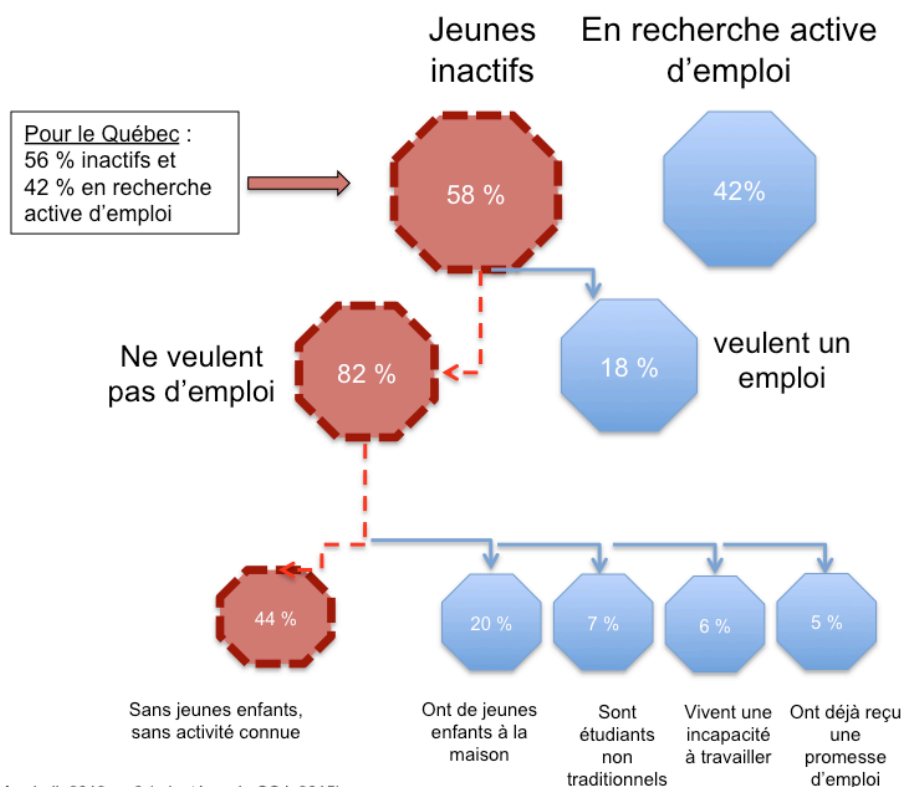 Jeunes
inactifs
En recherche active
d'emploi
Pour le Québec :
56 % inactifs et
42 % en recherche
active d'emploi
58 %
42%
Ne veulent
pas d'emploi
82 %
18 %
veulent un
emploi
44 %
20 %
7 %
6 %
5 %
Sans jeunes enfants,
sans activité connue
Ont de jeunes
enfants à la
maison
Sont
étudiants
non
traditionnels
Vivent une
incapacité
à travailler
Ont déjà reçu
une
promesse
d'emploi